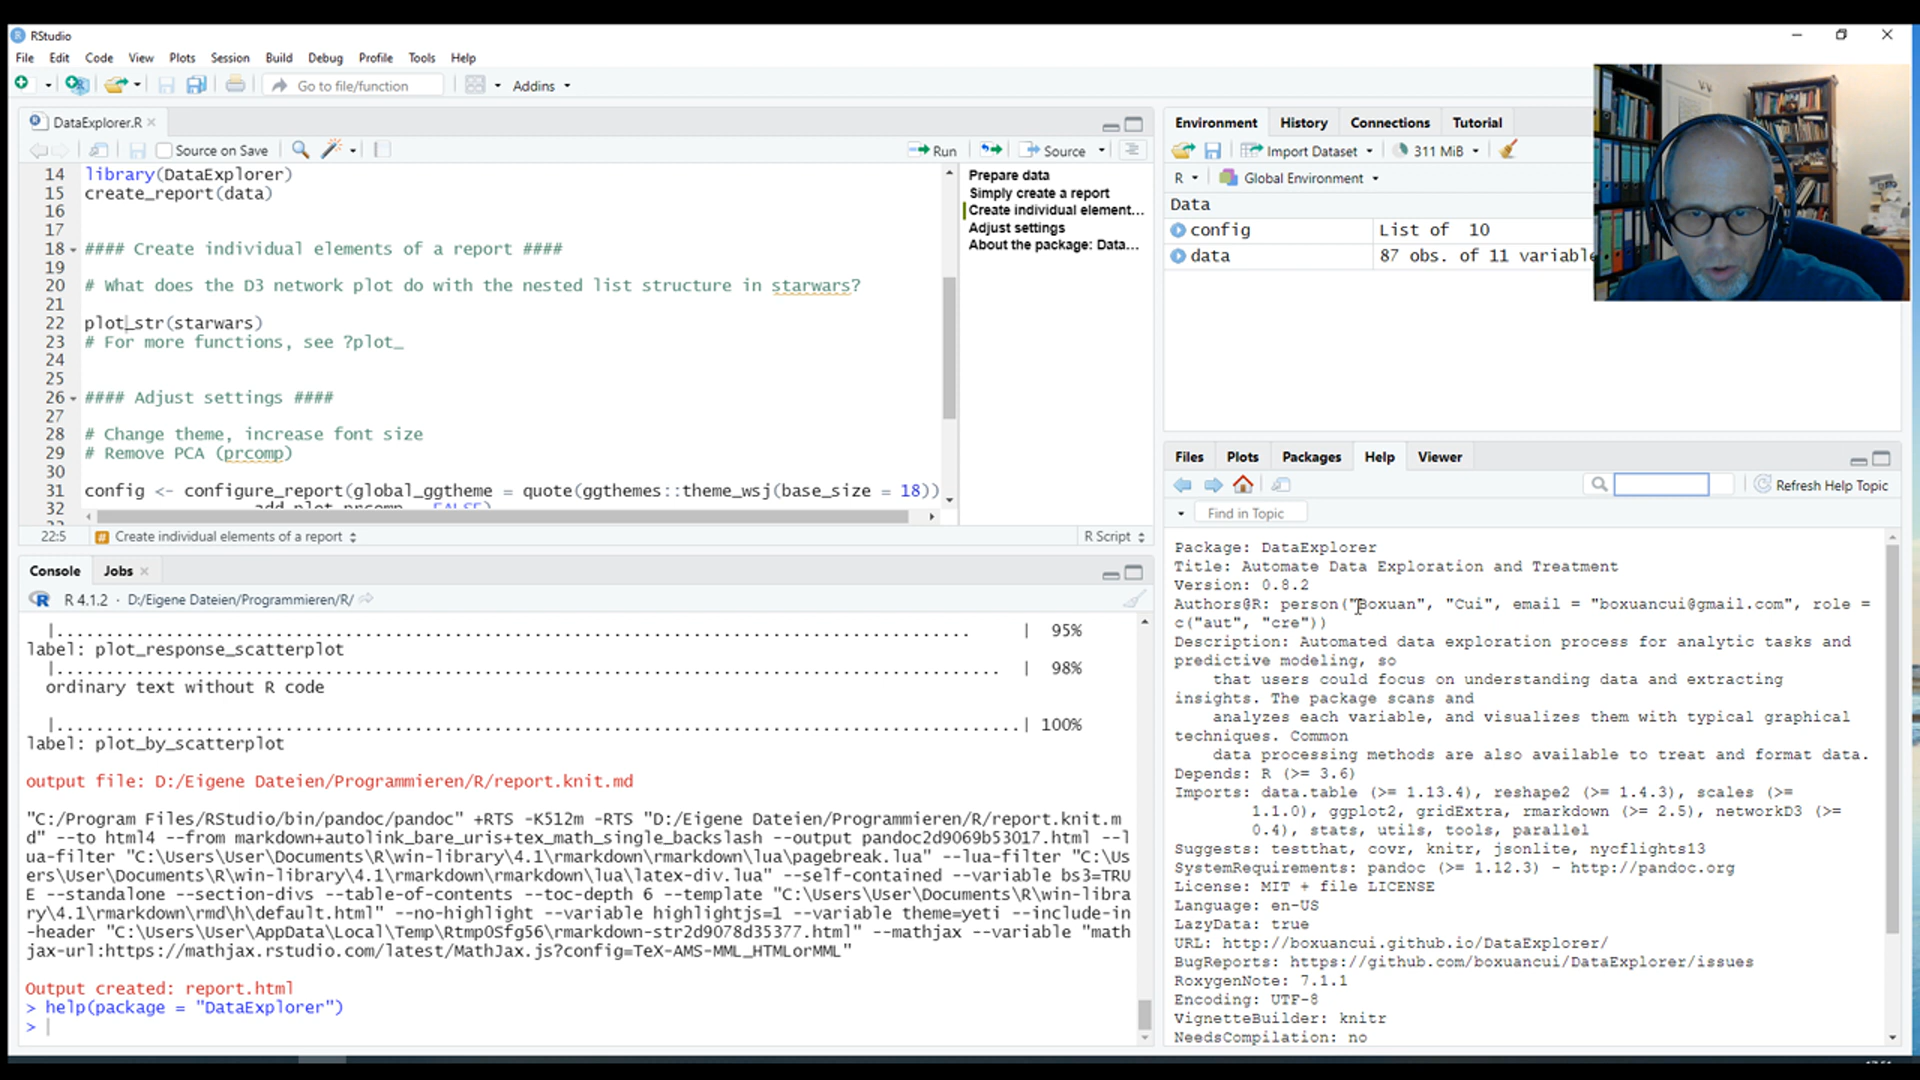 RStudio
File Edit Code View Plots Session Build Debug Profile Tools Help
Go to file/function Addins
DataExplorer.R
Source on Save Run Source
14 library(DataExplorer)
15 create_report(data)
16
17
18 #### Create individual elements of a report ####
19
20 # What does the D3 network plot do with the nested list structure in starwars?
21
22 plot_str(starwars)
23 # For more functions, see ?plot_
24
25
26 #### Adjust settings ####
27
28 # Change theme, increase font size
29 # Remove PCA (prcomp)
30
31 config <- configure_report(global_ggtheme = quote(ggthemes::theme_wsj(base_size = 18))
32 add_plot_prcomp = FALSE)
Prepare data
Simply create a report
Create individual element...
Adjust settings
About the package: Data...
22:5 Create individual elements of a report R Script
Console Jobs
R 4.1.2 · D:/Eigene Dateien/Programmieren/R/
|...................................................................... | 95%
label: plot_response_scatterplot
|........................................................................ | 98%
ordinary text without R code
|..........................................................................| 100%
label: plot_by_scatterplot
output file: D:/Eigene Dateien/Programmieren/R/report.knit.md
"C:/Program Files/RStudio/bin/pandoc/pandoc" +RTS -K512m -RTS "D:/Eigene Dateien/Programmieren/R/report.knit.m
d" --to html4 --from markdown+autolink_bare_uris+tex_math_single_backslash --output pandoc2d9069b53017.html --l
ua-filter "C:\Users\User\Documents\R\win-library\4.1\rmarkdown\rmarkdown\lua\pagebreak.lua" --lua-filter "C:\Us
ers\User\Documents\R\win-library\4.1\rmarkdown\rmarkdown\lua\latex-div.lua" --self-contained --variable bs3=TRU
E --standalone --section-divs --table-of-contents --toc-depth 6 --template "C:\Users\User\Documents\R\win-libra
ry\4.1\rmarkdown\rmd\h\default.html" --no-highlight --variable highlightjs=1 --variable theme=yeti --include-in
-header "C:\Users\User\AppData\Local\Temp\Rtmp0Sfg56\rmarkdown-str2d9078d35377.html" --mathjax --variable "math
jax-url:https://mathjax.rstudio.com/latest/MathJax.js?config=TeX-AMS-MML_HTMLorMML"
Output created: report.html
> help(package = "DataExplorer")
>
Environment History Connections Tutorial
Import Dataset 311 MiB
R Global Environment
Data
config List of 10
data 87 obs. of 11 variable
Files Plots Packages Help Viewer
Refresh Help Topic
Find in Topic
Package: DataExplorer
Title: Automate Data Exploration and Treatment
Version: 0.8.2
Authors@R: person("Boxuan", "Cui", email = "boxuancui@gmail.com", role =
c("aut", "cre"))
Description: Automated data exploration process for analytic tasks and
predictive modeling, so
that users could focus on understanding data and extracting
insights. The package scans and
analyzes each variable, and visualizes them with typical graphical
techniques. Common
data processing methods are also available to treat and format data.
Depends: R (>= 3.6)
Imports: data.table (>= 1.13.4), reshape2 (>= 1.4.3), scales (>=
1.1.0), ggplot2, gridExtra, rmarkdown (>= 2.5), networkD3 (>=
0.4), stats, utils, tools, parallel
Suggests: testthat, covr, knitr, jsonlite, nycflights13
SystemRequirements: pandoc (>= 1.12.3) - http://pandoc.org
License: MIT + file LICENSE
Language: en-US
LazyData: true
URL: http://boxuancui.github.io/DataExplorer/
BugReports: https://github.com/boxuancui/DataExplorer/issues
RoxygenNote: 7.1.1
Encoding: UTF-8
VignetteBuilder: knitr
NeedsCompilation: no